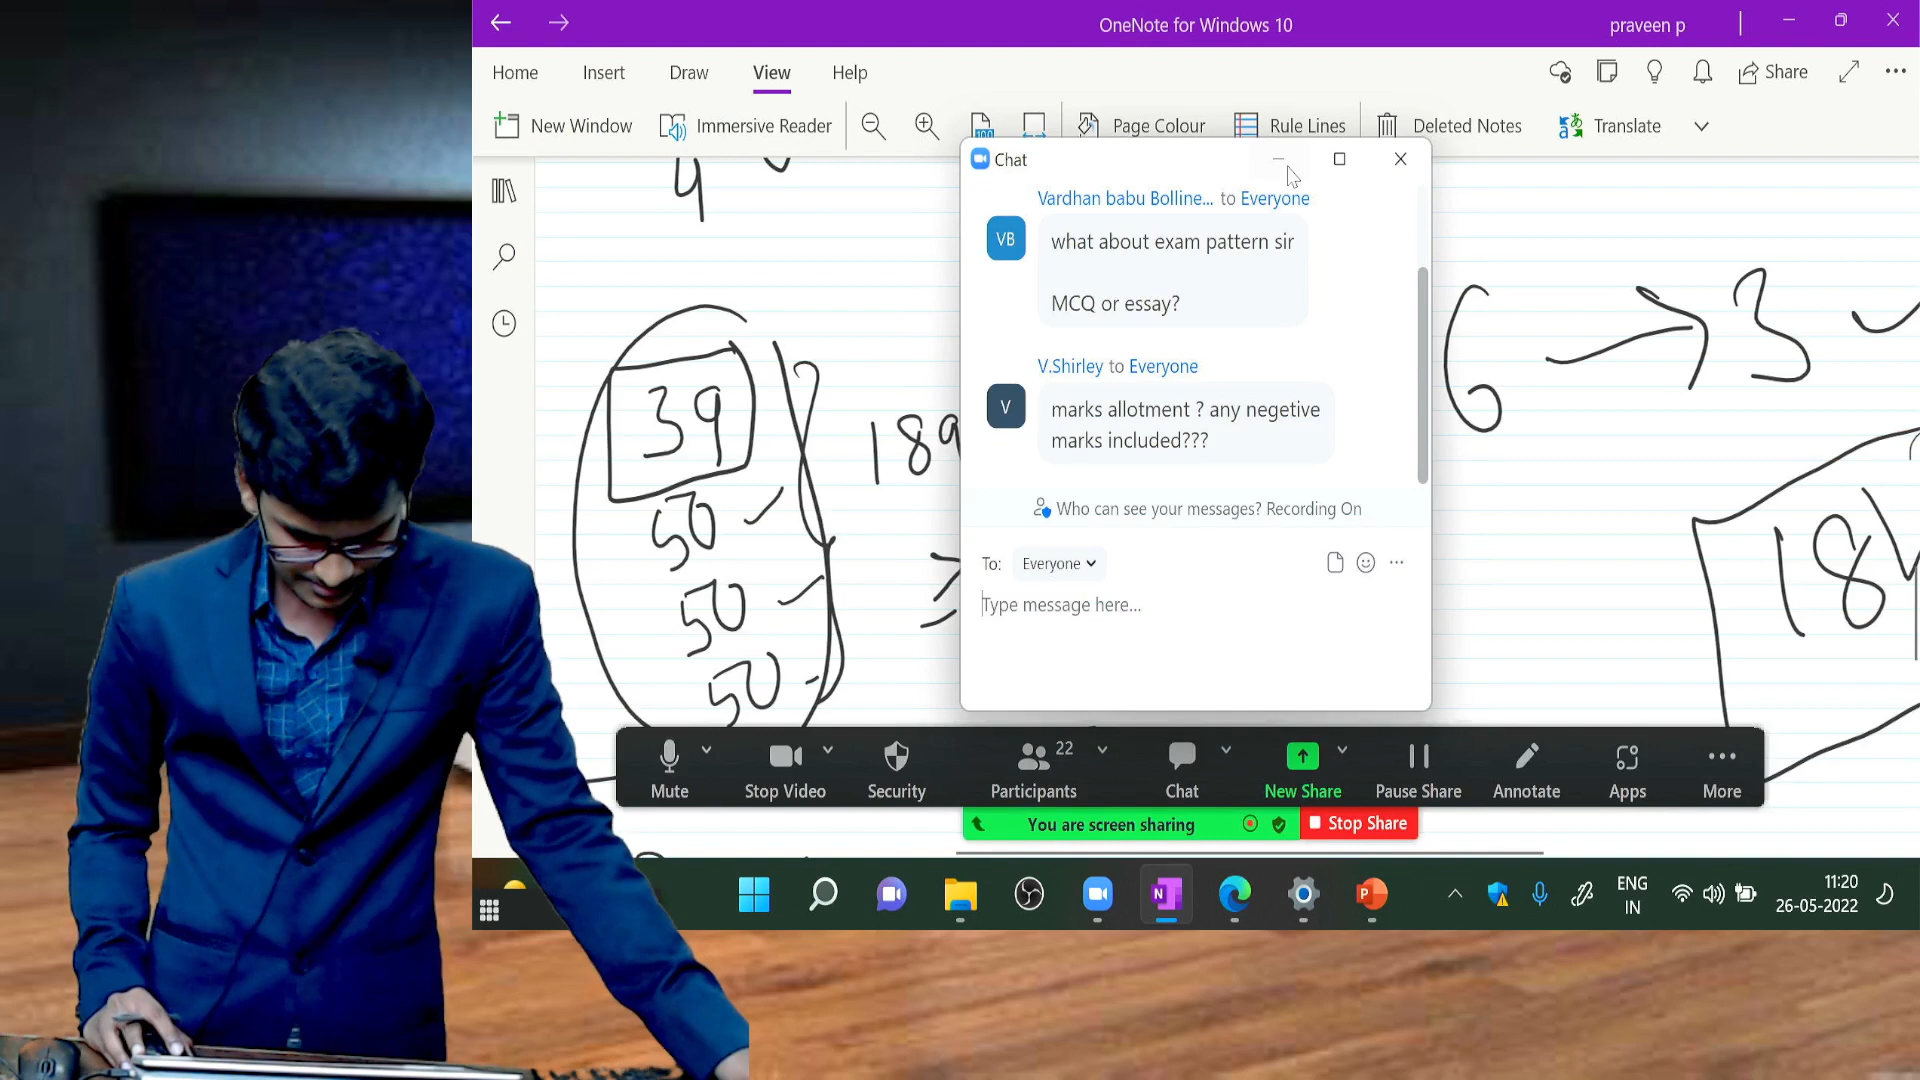 OneNote for Windows 10
praveen p
Home
Insert
Draw
View
Help
Share
New Window
Immersive Reader
Page Colour
Rule Lines
Deleted Notes
Translate
4
Chat
Vardhan babu Bolline... to Everyone
VB
what about exam pattern sir
MCQ or essay?
V.Shirley to Everyone
V
marks allotment ? any negetive
marks included???
Who can see your messages? Recording On
To: Everyone
Type message here...
39
50
50
50
189
6 → 3
184
Mute
Stop Video
Security
22
Participants
Chat
New Share
Pause Share
Annotate
Apps
More
You are screen sharing
Stop Share
ENG
IN
11:20
26-05-2022